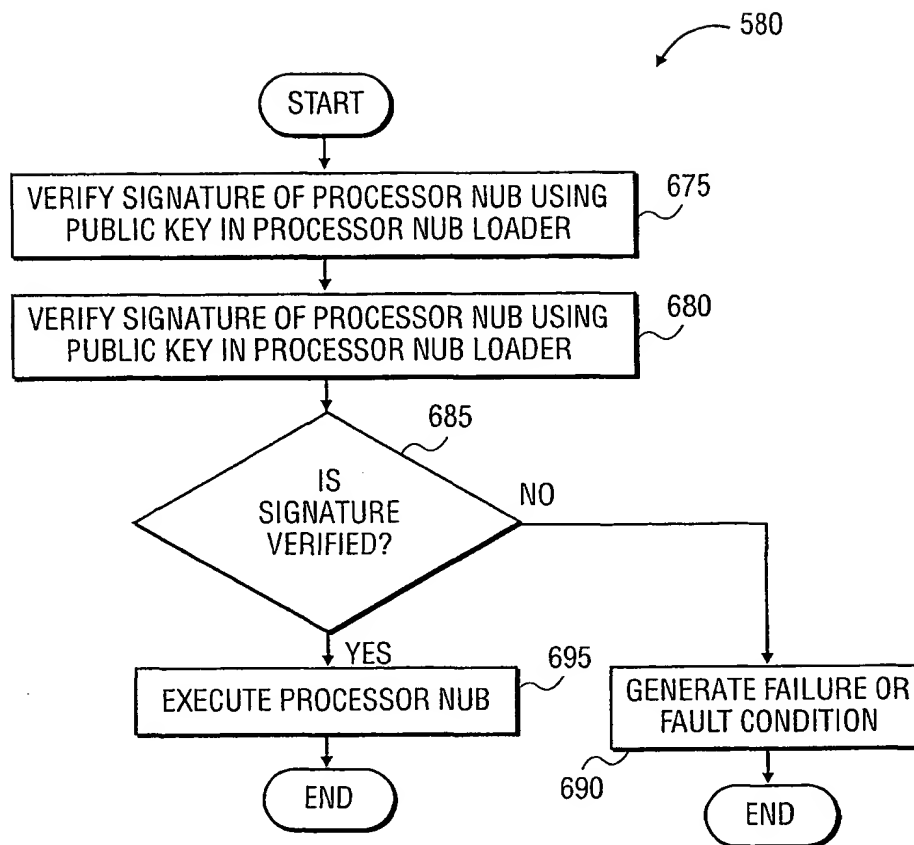 580
START
VERIFY SIGNATURE OF PROCESSOR NUB USING
PUBLIC KEY IN PROCESSOR NUB LOADER
675
VERIFY SIGNATURE OF PROCESSOR NUB USING
PUBLIC KEY IN PROCESSOR NUB LOADER
680
685
IS
SIGNATURE
VERIFIED?
NO
YES
EXECUTE PROCESSOR NUB
695
GENERATE FAILURE OR
FAULT CONDITION
690
END
END